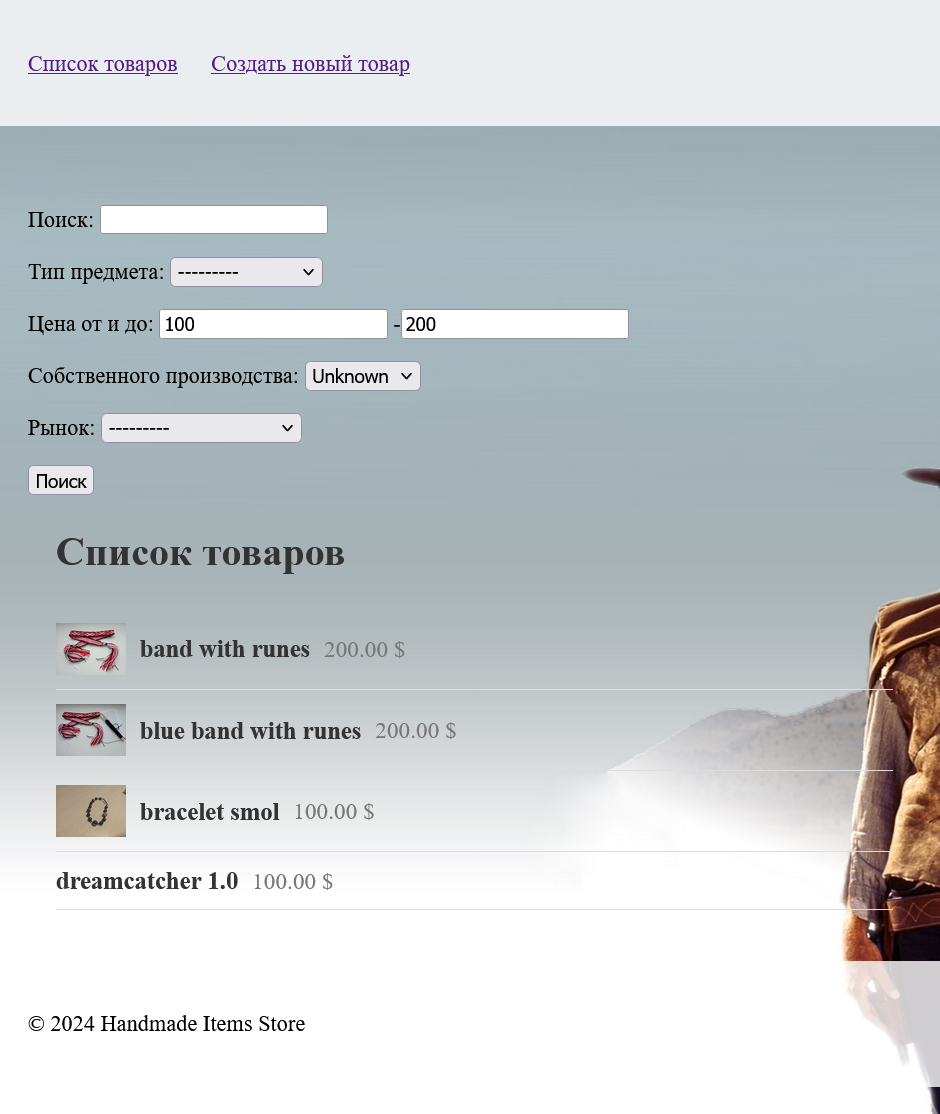 Список товаров Создать новый товар
Поиск:
Тип предмета: ---------
Цена от и до: 100 - 200
Собственного производства: Unknown
Рынок: ---------
Поиск
Список товаров
band with runes 200.00 $
blue band with runes 200.00 $
bracelet smol 100.00 $
dreamcatcher 1.0 100.00 $
© 2024 Handmade Items Store